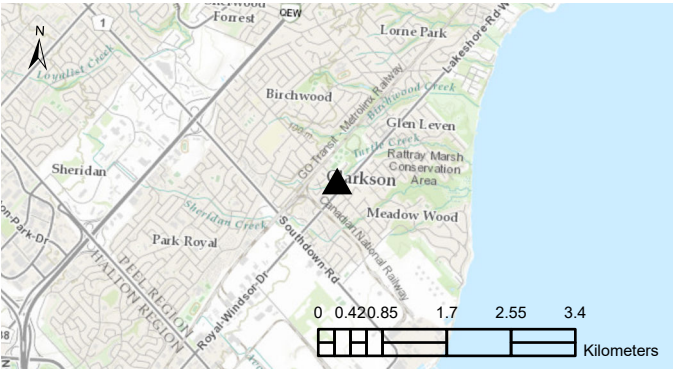 Forrest
QEW
Lorne Park
Lakeshore Rd W
N
1
Loyalist Creek
Birchwood
Birchwood Creek
GO Transit - Metrolinx Railway
100 m
Glen Leven
Turtle Creek
Rattray Marsh
Conservation
Area
Sheridan
Clarkson
Sheridan Creek
Meadow Wood
Canadian National Railway
Southdown Rd
Park Royal
PEEL REGION
HALTON REGION
Royal-Windsor-Dr
0 0.42 0.85 1.7 2.55 3.4
Kilometers